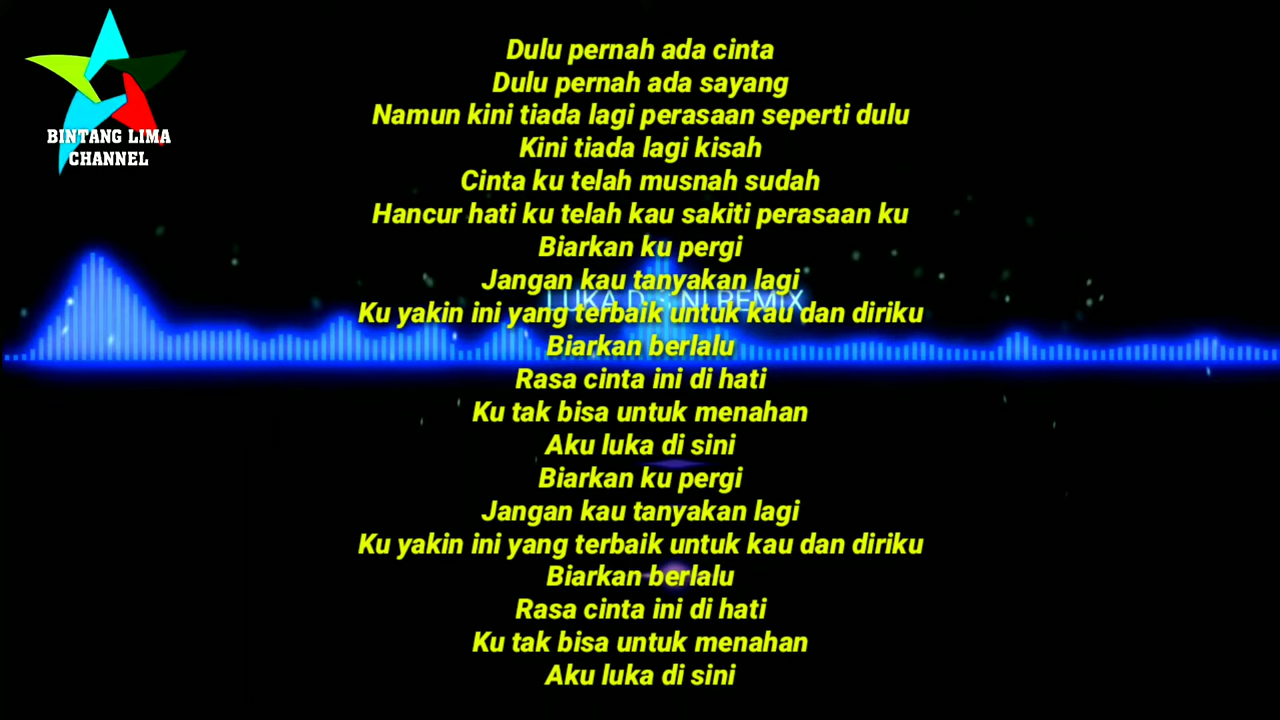 BINTANG LIMA
CHANNEL
Dulu pernah ada cinta
Dulu pernah ada sayang
Namun kini tiada lagi perasaan seperti dulu
Kini tiada lagi kisah
Cinta ku telah musnah sudah
Hancur hati ku telah kau sakiti perasaan ku
Biarkan ku pergi
Jangan kau tanyakan lagi
LUKA DISINI REMIX
Ku yakin ini yang terbaik untuk kau dan diriku
Biarkan berlalu
Rasa cinta ini di hati
Ku tak bisa untuk menahan
Aku luka di sini
Biarkan ku pergi
Jangan kau tanyakan lagi
Ku yakin ini yang terbaik untuk kau dan diriku
Biarkan berlalu
Rasa cinta ini di hati
Ku tak bisa untuk menahan
Aku luka di sini